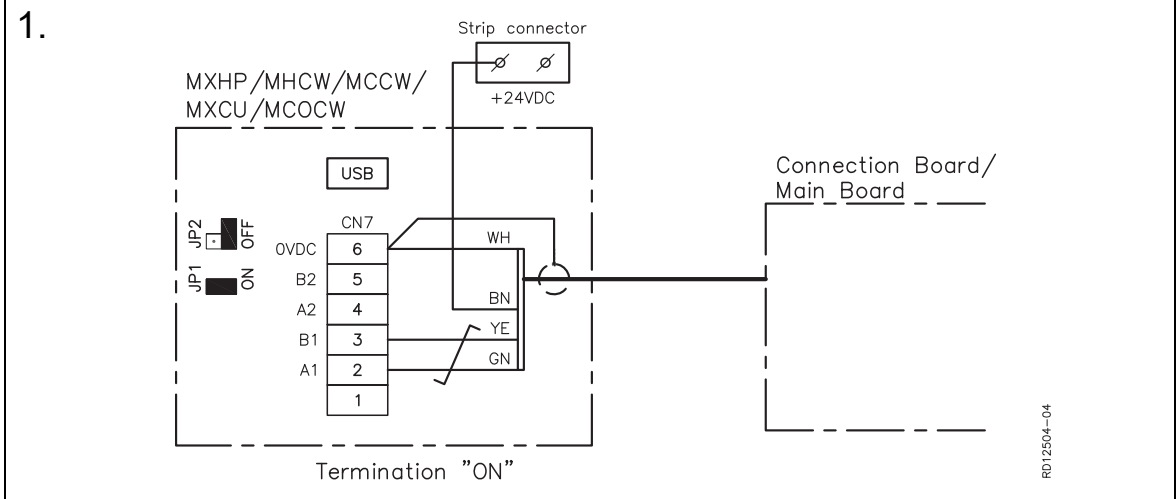 1.
Strip connector
+24VDC
MXHP/MHCW/MCCW/
MXCU/MCOCW
Connection Board/
Main Board
USB
CN7
JP2
OFF
JP1
ON
0VDC 6 WH
B2 5
A2 4 BN
B1 3 YE
A1 2 GN
1
Termination "ON"
RD12504-04